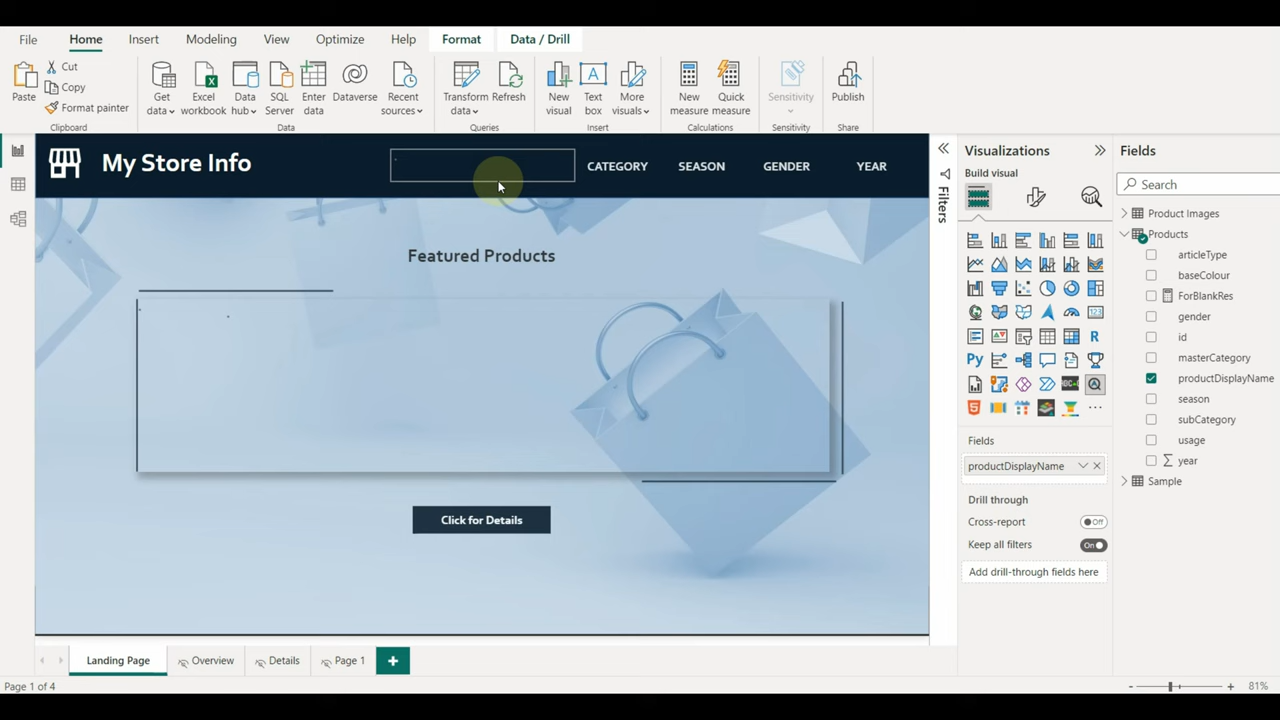 File Home Insert Modeling View Optimize Help Format Data / Drill
Paste
Cut
Copy
Format painter
Clipboard
Get data
Excel workbook
Data hub
SQL Server
Enter data
Dataverse
Recent sources
Data
Transform data
Refresh
Queries
New visual
Text box
More visuals
Insert
New measure
Quick measure
Calculations
Sensitivity
Sensitivity
Publish
Share
My Store Info
CATEGORY SEASON GENDER YEAR
Featured Products
Click for Details
Filters
Visualizations
Build visual
R
Py
Fields
productDisplayName
Drill through
Cross-report Off
Keep all filters On
Add drill-through fields here
Fields
Search
Product Images
Products
articleType
baseColour
ForBlankRes
gender
id
masterCategory
productDisplayName
season
subCategory
usage
Σ year
Sample
Landing Page Overview Details Page 1 +
Page 1 of 4
- + 81%